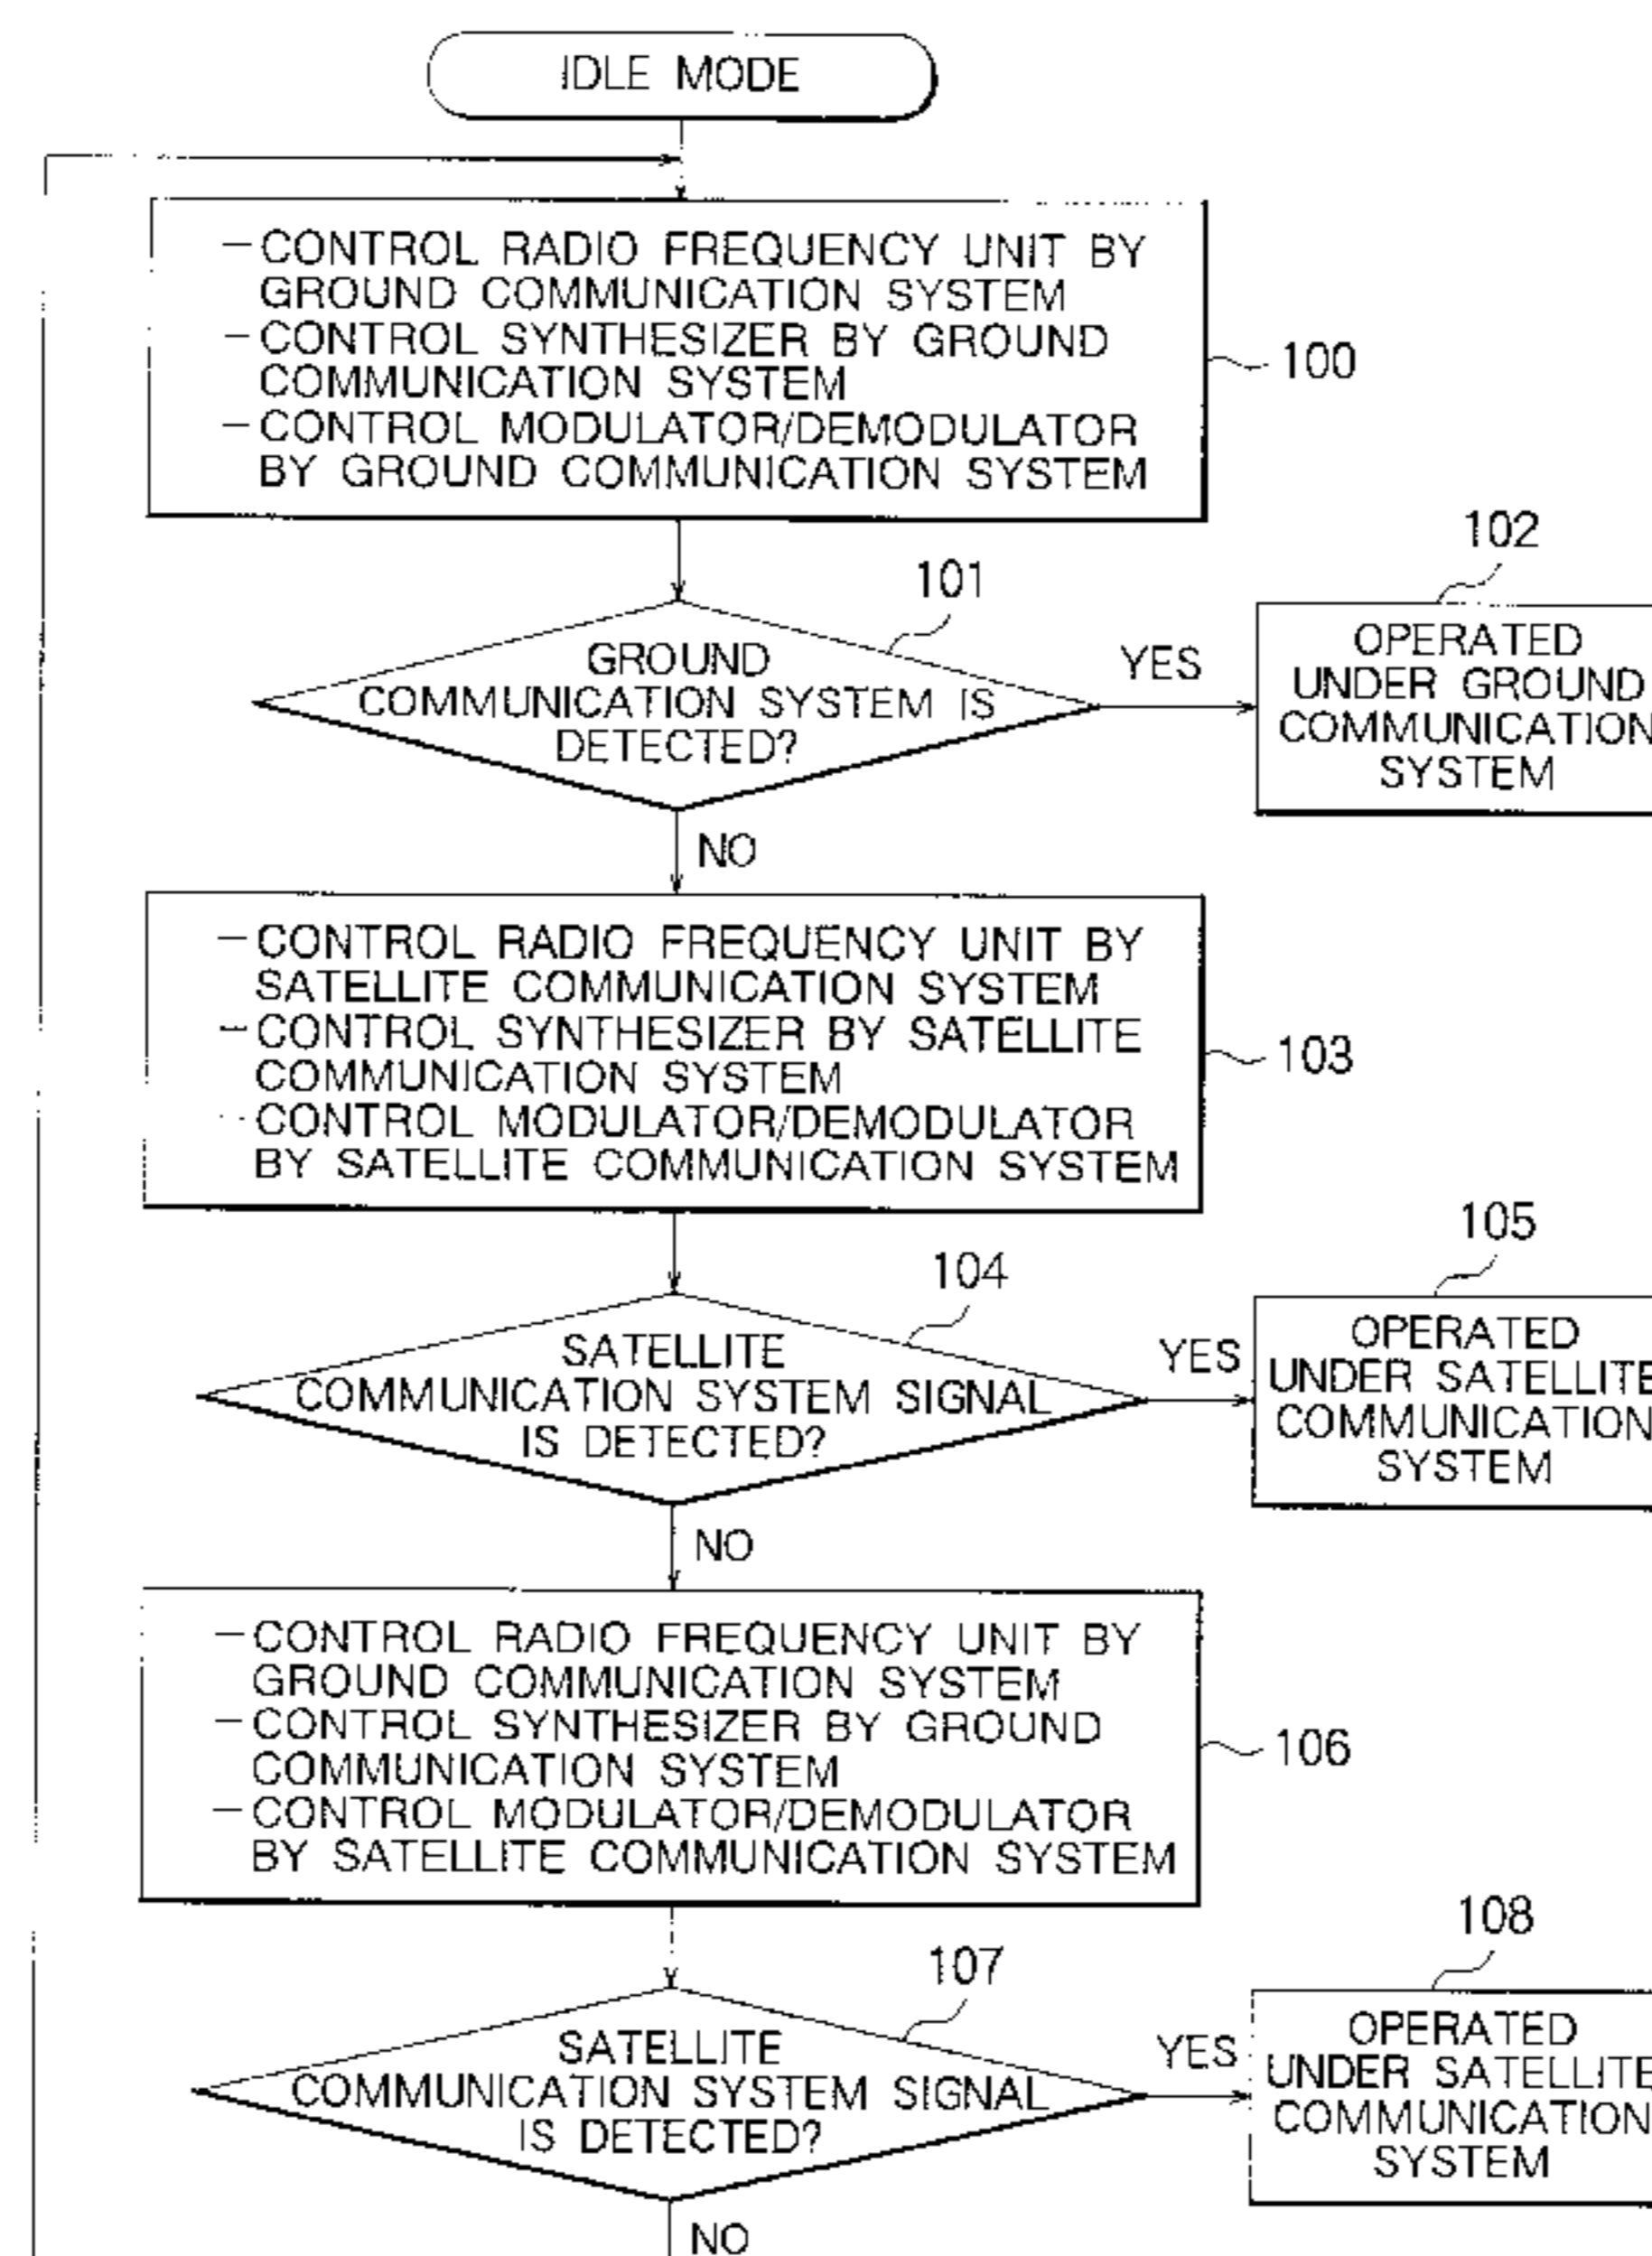 IDLE MODE
— CONTROL RADIO FREQUENCY UNIT BY
GROUND COMMUNICATION SYSTEM
— CONTROL SYNTHESIZER BY GROUND
COMMUNICATION SYSTEM
— CONTROL MODULATOR/DEMODULATOR
BY GROUND COMMUNICATION SYSTEM
100
101
GROUND
COMMUNICATION SYSTEM IS
DETECTED?
YES
102
OPERATED
UNDER GROUND
COMMUNICATION
SYSTEM
NO
— CONTROL RADIO FREQUENCY UNIT BY
SATELLITE COMMUNICATION SYSTEM
— CONTROL SYNTHESIZER BY SATELLITE
COMMUNICATION SYSTEM
— CONTROL MODULATOR/DEMODULATOR
BY SATELLITE COMMUNICATION SYSTEM
103
104
SATELLITE
COMMUNICATION SYSTEM SIGNAL
IS DETECTED?
YES
105
OPERATED
UNDER SATELLITE
COMMUNICATION
SYSTEM
NO
— CONTROL RADIO FREQUENCY UNIT BY
GROUND COMMUNICATION SYSTEM
— CONTROL SYNTHESIZER BY GROUND
COMMUNICATION SYSTEM
— CONTROL MODULATOR/DEMODULATOR
BY SATELLITE COMMUNICATION SYSTEM
106
107
SATELLITE
COMMUNICATION SYSTEM SIGNAL
IS DETECTED?
YES
108
OPERATED
UNDER SATELLITE
COMMUNICATION
SYSTEM
NO